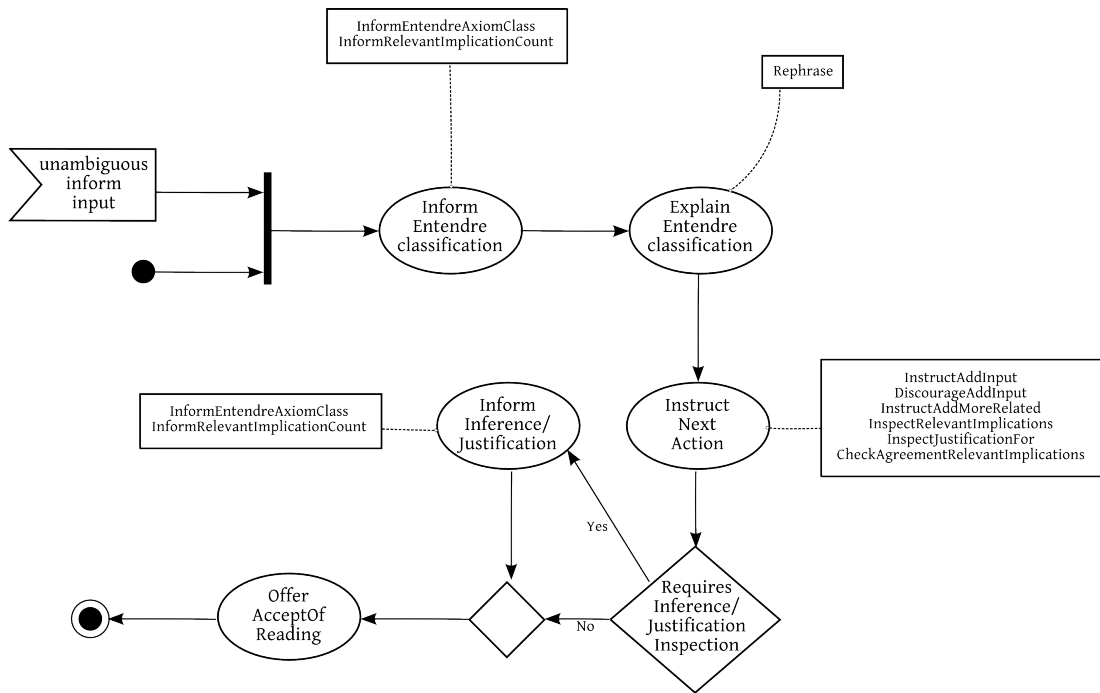 InformEntendreAxiomClass
InformRelevantImplicationCount
Rephrase
unambiguous
inform
input
Inform
Entendre
classification
Explain
Entendre
classification
InformEntendreAxiomClass
InformRelevantImplicationCount
Inform
Inference/
Justification
Instruct
Next
Action
InstructAddInput
DiscourageAddInput
InstructAddMoreRelated
InspectRelevantImplications
InspectJustificationFor
CheckAgreementRelevantImplications
Yes
Requires
Inference/
Justification
Inspection
No
Offer
AcceptOf
Reading